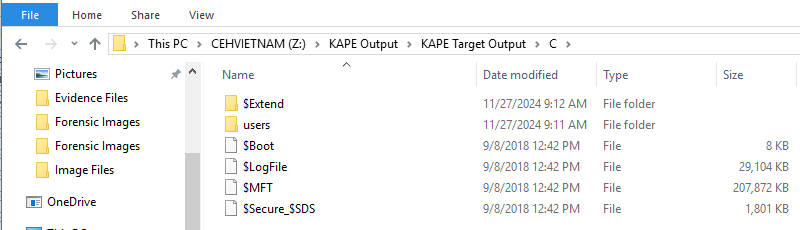 File Home Share View
This PC CEHVIETNAM (Z:) KAPE Output KAPE Target Output C
Pictures
Evidence Files
Forensic Images
Forensic Images
Image Files
OneDrive
Name Date modified Type Size
$Extend 11/27/2024 9:12 AM File folder
users 11/27/2024 9:11 AM File folder
$Boot 9/8/2018 12:42 PM File 8 KB
$LogFile 9/8/2018 12:42 PM File 29,104 KB
$MFT 9/8/2018 12:42 PM File 207,872 KB
$Secure_$SDS 9/8/2018 12:42 PM File 1,801 KB